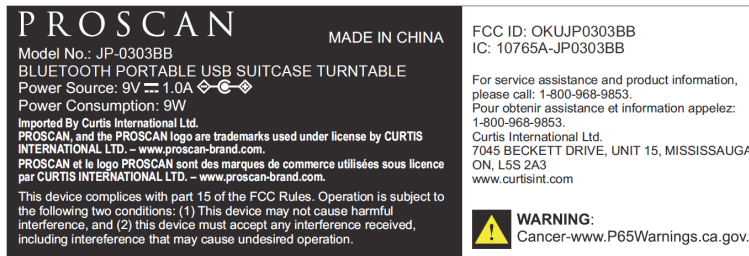 PROSCAN
MADE IN CHINA
Model No.: JP-0303BB
BLUETOOTH PORTABLE USB SUITCASE TURNTABLE
Power Source: 9V ⎓ 1.0A
Power Consumption: 9W
Imported By Curtis International Ltd.
PROSCAN, and the PROSCAN logo are trademarks used under license by CURTIS
INTERNATIONAL LTD. – www.proscan-brand.com.
PROSCAN et le logo PROSCAN sont des marques de commerce utilisées sous licence
par CURTIS INTERNATIONAL LTD. – www.proscan-brand.com.
This device complices with part 15 of the FCC Rules. Operation is subject to
the following two conditions: (1) This device may not cause harmful
interference, and (2) this device must accept any interference received,
including intereference that may cause undesired operation.
FCC ID: OKUJP0303BB
IC: 10765A-JP0303BB
For service assistance and product information,
please call: 1-800-968-9853.
Pour obtenir assistance et information appelez:
1-800-968-9853.
Curtis International Ltd.
7045 BECKETT DRIVE, UNIT 15, MISSISSAUGA
ON, L5S 2A3
www.curtisint.com
WARNING:
Cancer-www.P65Warnings.ca.gov.